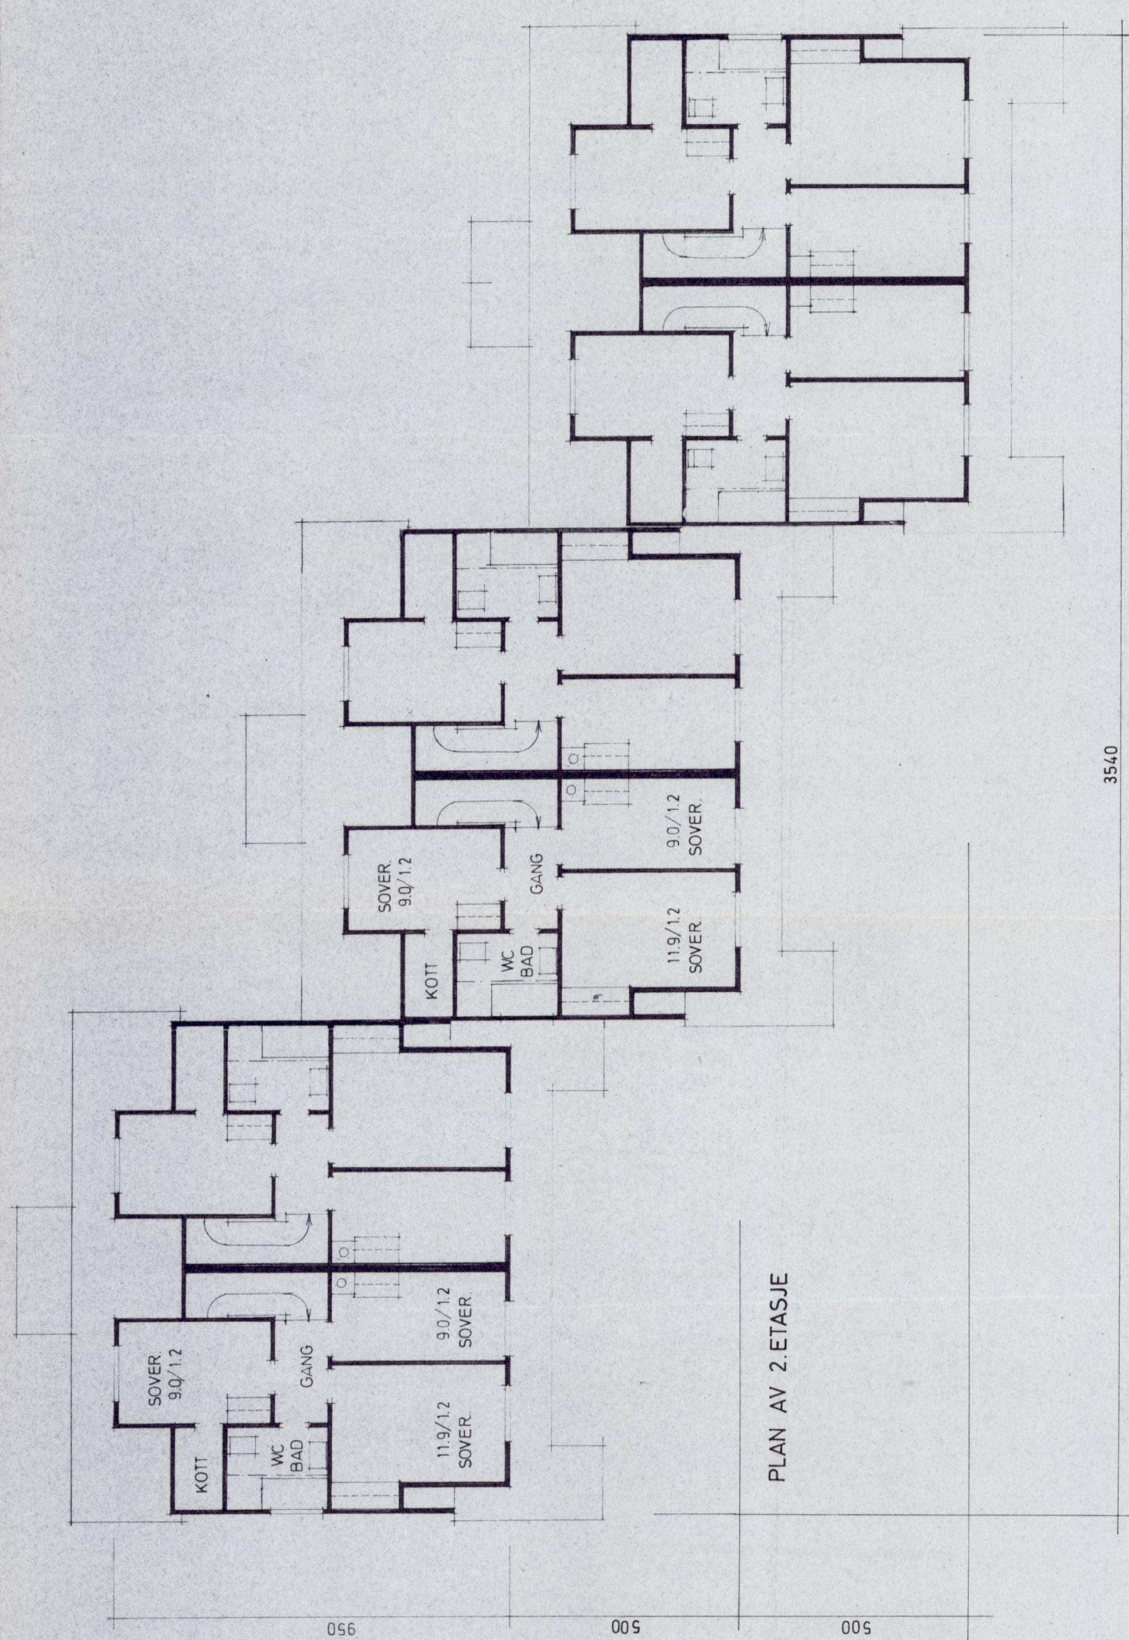 SOVER.
9.0/1.2
KOTT
WC
BAD
GANG
9.0/1.2
SOVER.
11.9/1.2
SOVER.
SOVER.
9.0/1.2
KOTT
WC
BAD
GANG
9.0/1.2
SOVER.
11.9/1.2
SOVER.
PLAN AV 2.ETASJE
3540
950
500
500